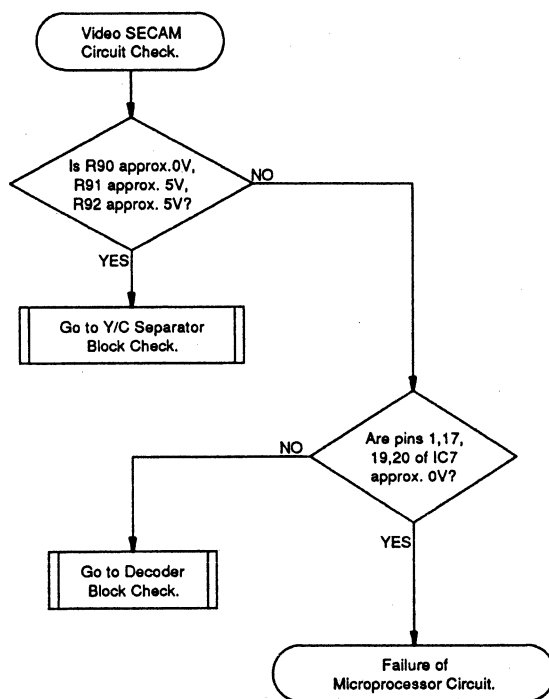 Video SECAM
Circuit Check.
Is R90 approx.0V,
R91 approx. 5V,
R92 approx. 5V?
NO
YES
Go to Y/C Separator
Block Check.
Are pins 1,17,
19,20 of IC7
approx. 0V?
NO
YES
Go to Decoder
Block Check.
Failure of
Microprocessor Circuit.